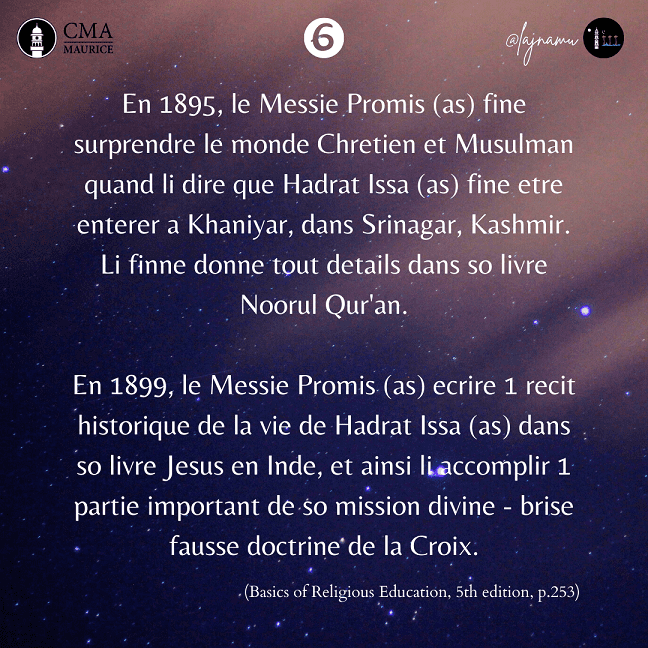 CMA
MAURICE
6
@lajnamu
En 1895, le Messie Promis (as) fine
surprendre le monde Chretien et Musulman
quand li dire que Hadrat Issa (as) fine etre
enterer a Khaniyar, dans Srinagar, Kashmir.
Li finne donne tout details dans so livre
Noorul Qur'an.
En 1899, le Messie Promis (as) ecrire 1 recit
historique de la vie de Hadrat Issa (as) dans
so livre Jesus en Inde, et ainsi li accomplir 1
partie important de so mission divine - brise
fausse doctrine de la Croix.
(Basics of Religious Education, 5th edition, p.253)